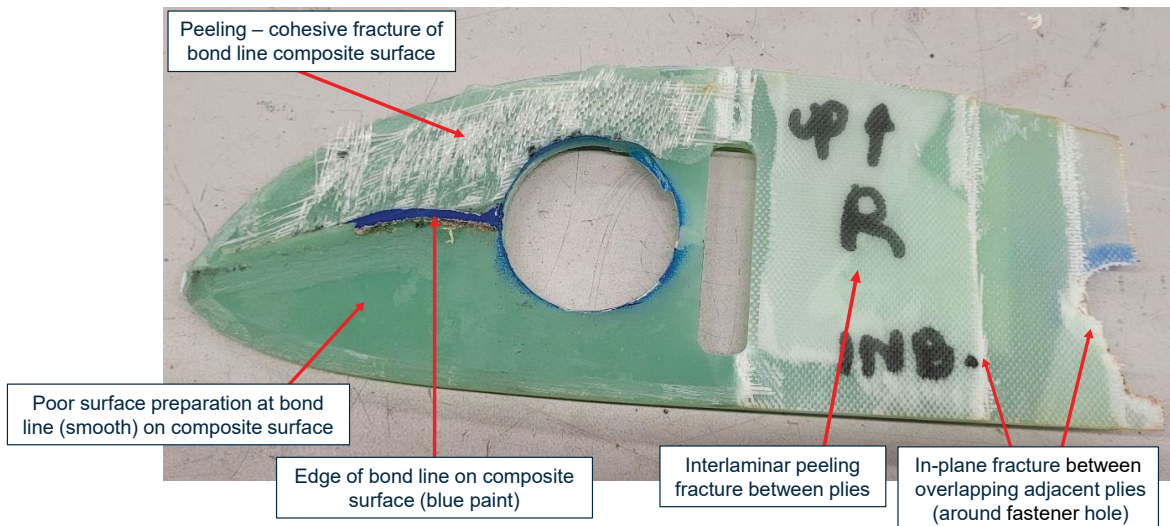 Peeling – cohesive fracture of
bond line composite surface
UP ↑
R
INB.
Poor surface preparation at bond
line (smooth) on composite surface
Edge of bond line on composite
surface (blue paint)
Interlaminar peeling
fracture between plies
In-plane fracture between
overlapping adjacent plies
(around fastener hole)